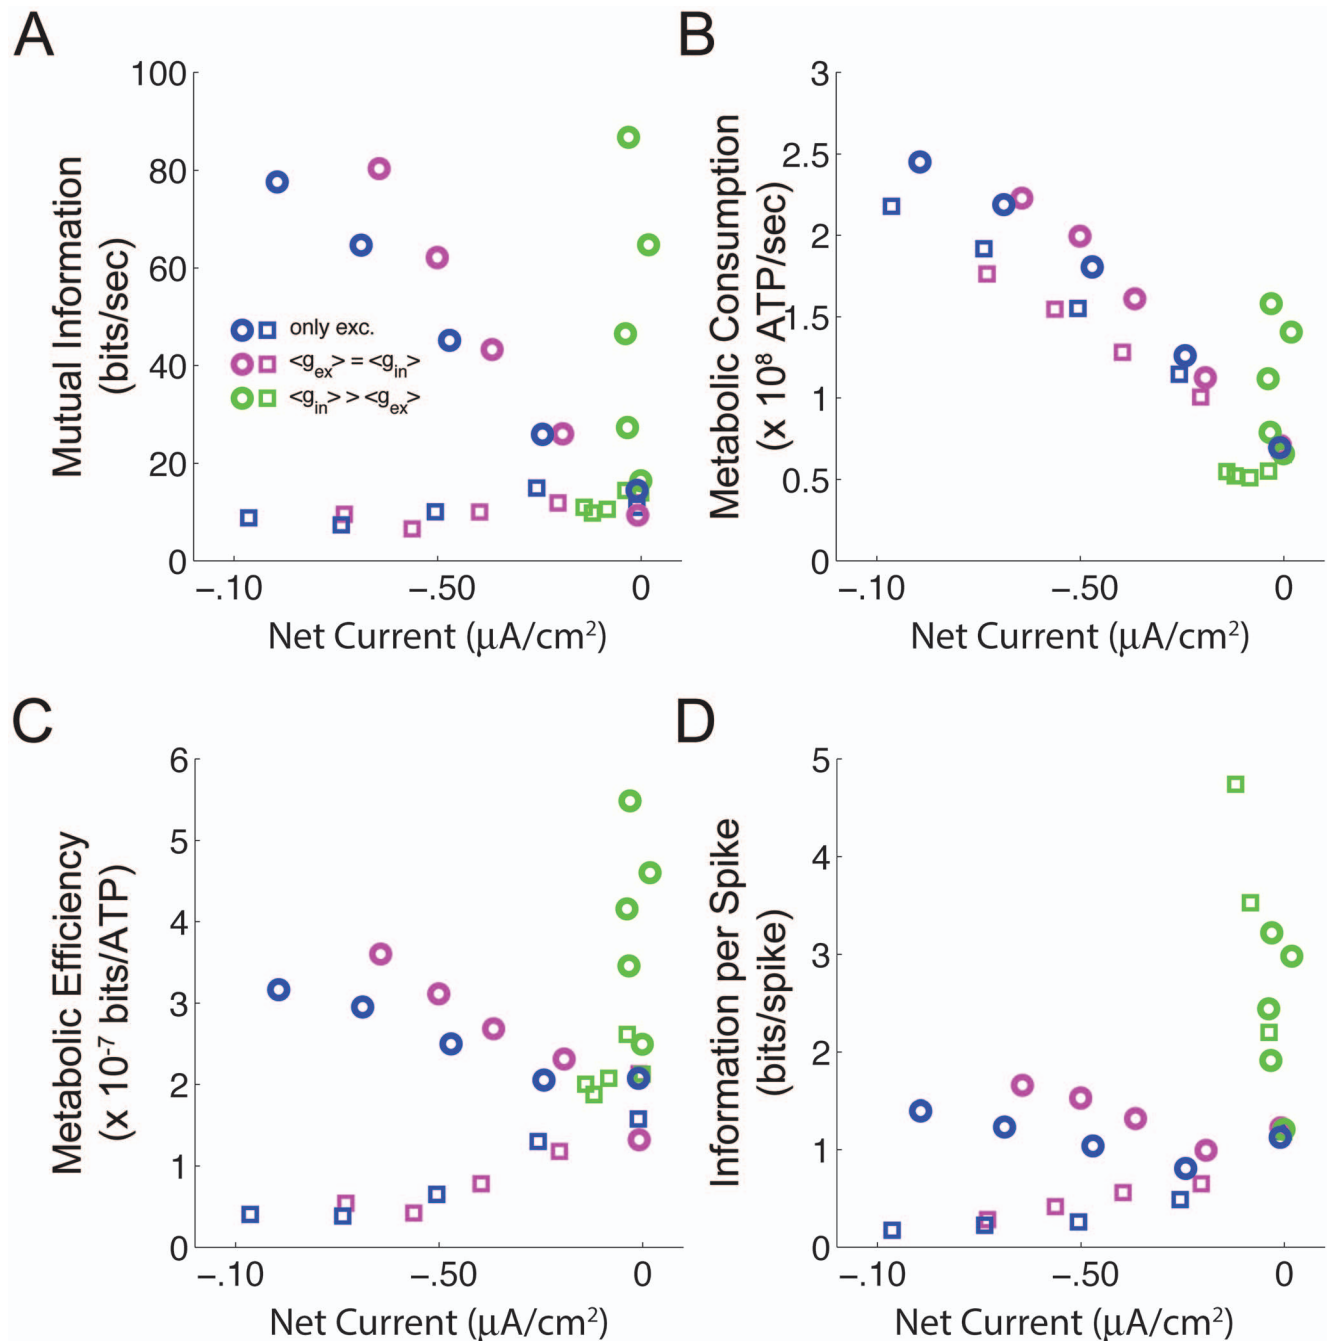 A
Mutual Information
(bits/sec)
100
80
60
40
20
0
only exc.
<g_ex> = <g_in>
<g_in> > <g_ex>
−.10
−.50
0
Net Current (μA/cm²)
B
Metabolic Consumption
(x 10⁸ ATP/sec)
3
2.5
2
1.5
1
0.5
0
−.10
−.50
0
Net Current (μA/cm²)
C
Metabolic Efficiency
(x 10⁻⁷ bits/ATP)
6
5
4
3
2
1
0
−.10
−.50
0
Net Current (μA/cm²)
D
Information per Spike
(bits/spike)
5
4
3
2
1
0
−.10
−.50
0
Net Current (μA/cm²)